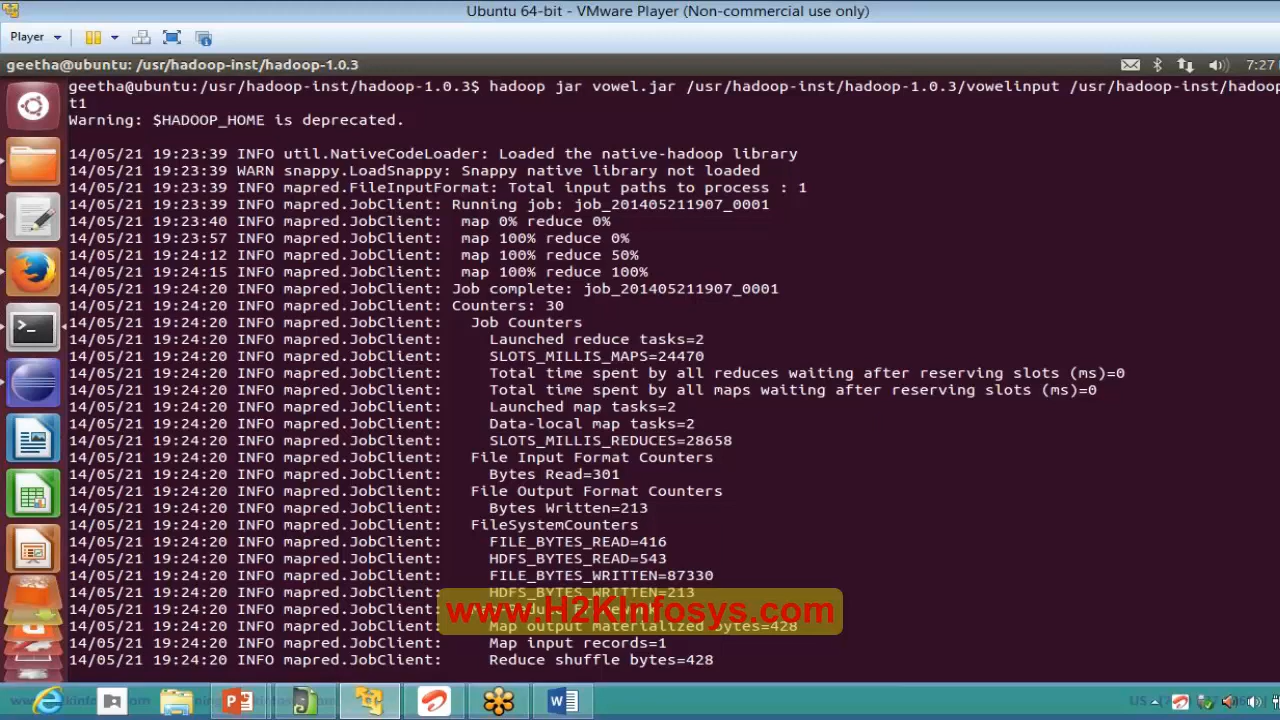 Ubuntu 64-bit - VMware Player (Non-commercial use only)
Player
geetha@ubuntu: /usr/hadoop-inst/hadoop-1.0.3
7:27
geetha@ubuntu:/usr/hadoop-inst/hadoop-1.0.3$ hadoop jar vowel.jar /usr/hadoop-inst/hadoop-1.0.3/vowelinput /usr/hadoop-inst/hadoop
t1
Warning: $HADOOP_HOME is deprecated.
14/05/21 19:23:39 INFO util.NativeCodeLoader: Loaded the native-hadoop library
14/05/21 19:23:39 WARN snappy.LoadSnappy: Snappy native library not loaded
14/05/21 19:23:39 INFO mapred.FileInputFormat: Total input paths to process : 1
14/05/21 19:23:39 INFO mapred.JobClient: Running job: job_201405211907_0001
14/05/21 19:23:40 INFO mapred.JobClient:  map 0% reduce 0%
14/05/21 19:23:57 INFO mapred.JobClient:  map 100% reduce 0%
14/05/21 19:24:12 INFO mapred.JobClient:  map 100% reduce 50%
14/05/21 19:24:15 INFO mapred.JobClient:  map 100% reduce 100%
14/05/21 19:24:20 INFO mapred.JobClient: Job complete: job_201405211907_0001
14/05/21 19:24:20 INFO mapred.JobClient: Counters: 30
14/05/21 19:24:20 INFO mapred.JobClient:   Job Counters
14/05/21 19:24:20 INFO mapred.JobClient:     Launched reduce tasks=2
14/05/21 19:24:20 INFO mapred.JobClient:     SLOTS_MILLIS_MAPS=24470
14/05/21 19:24:20 INFO mapred.JobClient:     Total time spent by all reduces waiting after reserving slots (ms)=0
14/05/21 19:24:20 INFO mapred.JobClient:     Total time spent by all maps waiting after reserving slots (ms)=0
14/05/21 19:24:20 INFO mapred.JobClient:     Launched map tasks=2
14/05/21 19:24:20 INFO mapred.JobClient:     Data-local map tasks=2
14/05/21 19:24:20 INFO mapred.JobClient:     SLOTS_MILLIS_REDUCES=28658
14/05/21 19:24:20 INFO mapred.JobClient:   File Input Format Counters
14/05/21 19:24:20 INFO mapred.JobClient:     Bytes Read=301
14/05/21 19:24:20 INFO mapred.JobClient:   File Output Format Counters
14/05/21 19:24:20 INFO mapred.JobClient:     Bytes Written=213
14/05/21 19:24:20 INFO mapred.JobClient:   FileSystemCounters
14/05/21 19:24:20 INFO mapred.JobClient:     FILE_BYTES_READ=416
14/05/21 19:24:20 INFO mapred.JobClient:     HDFS_BYTES_READ=543
14/05/21 19:24:20 INFO mapred.JobClient:     FILE_BYTES_WRITTEN=87330
14/05/21 19:24:20 INFO mapred.JobClient:     HDFS_BYTES_WRITTEN=213
14/05/21 19:24:20 INFO mapred.JobClient:
www.H2KInfosys.com
14/05/21 19:24:20 INFO mapred.JobClient:     Map output materialized bytes=428
14/05/21 19:24:20 INFO mapred.JobClient:     Map input records=1
14/05/21 19:24:20 INFO mapred.JobClient:     Reduce shuffle bytes=428
US